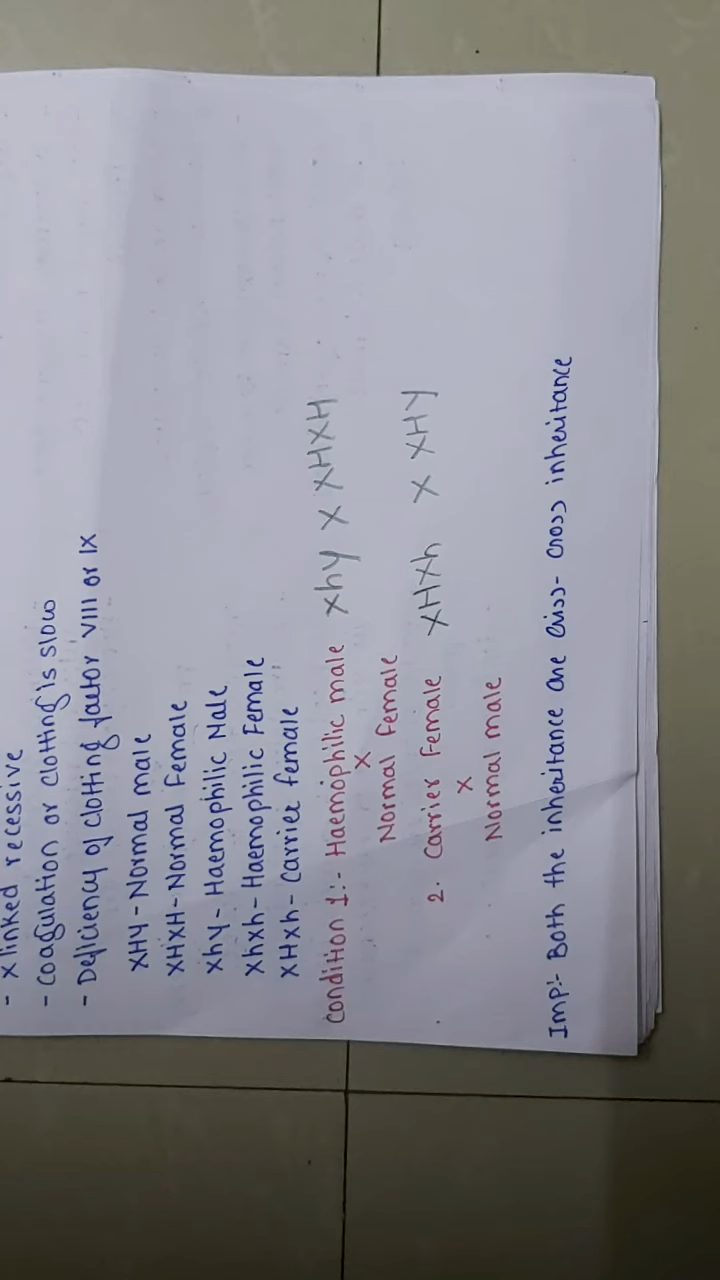 - X linked recessive
- Coagulation or clotting is slow
- Deficiency of clotting factor VIII or IX
XHY - Normal male
XHXH - Normal Female
Xhy - Haemophilic Male
Xhxh - Haemophilic Female
XHxh - Carrier female
Condition 1:- Haemophilic male xhy x XHXH
X
Normal Female
2. Carrier Female XHXh x XHY
X
Normal male
Imp:- Both the inheritance are Criss-Cross inheritance